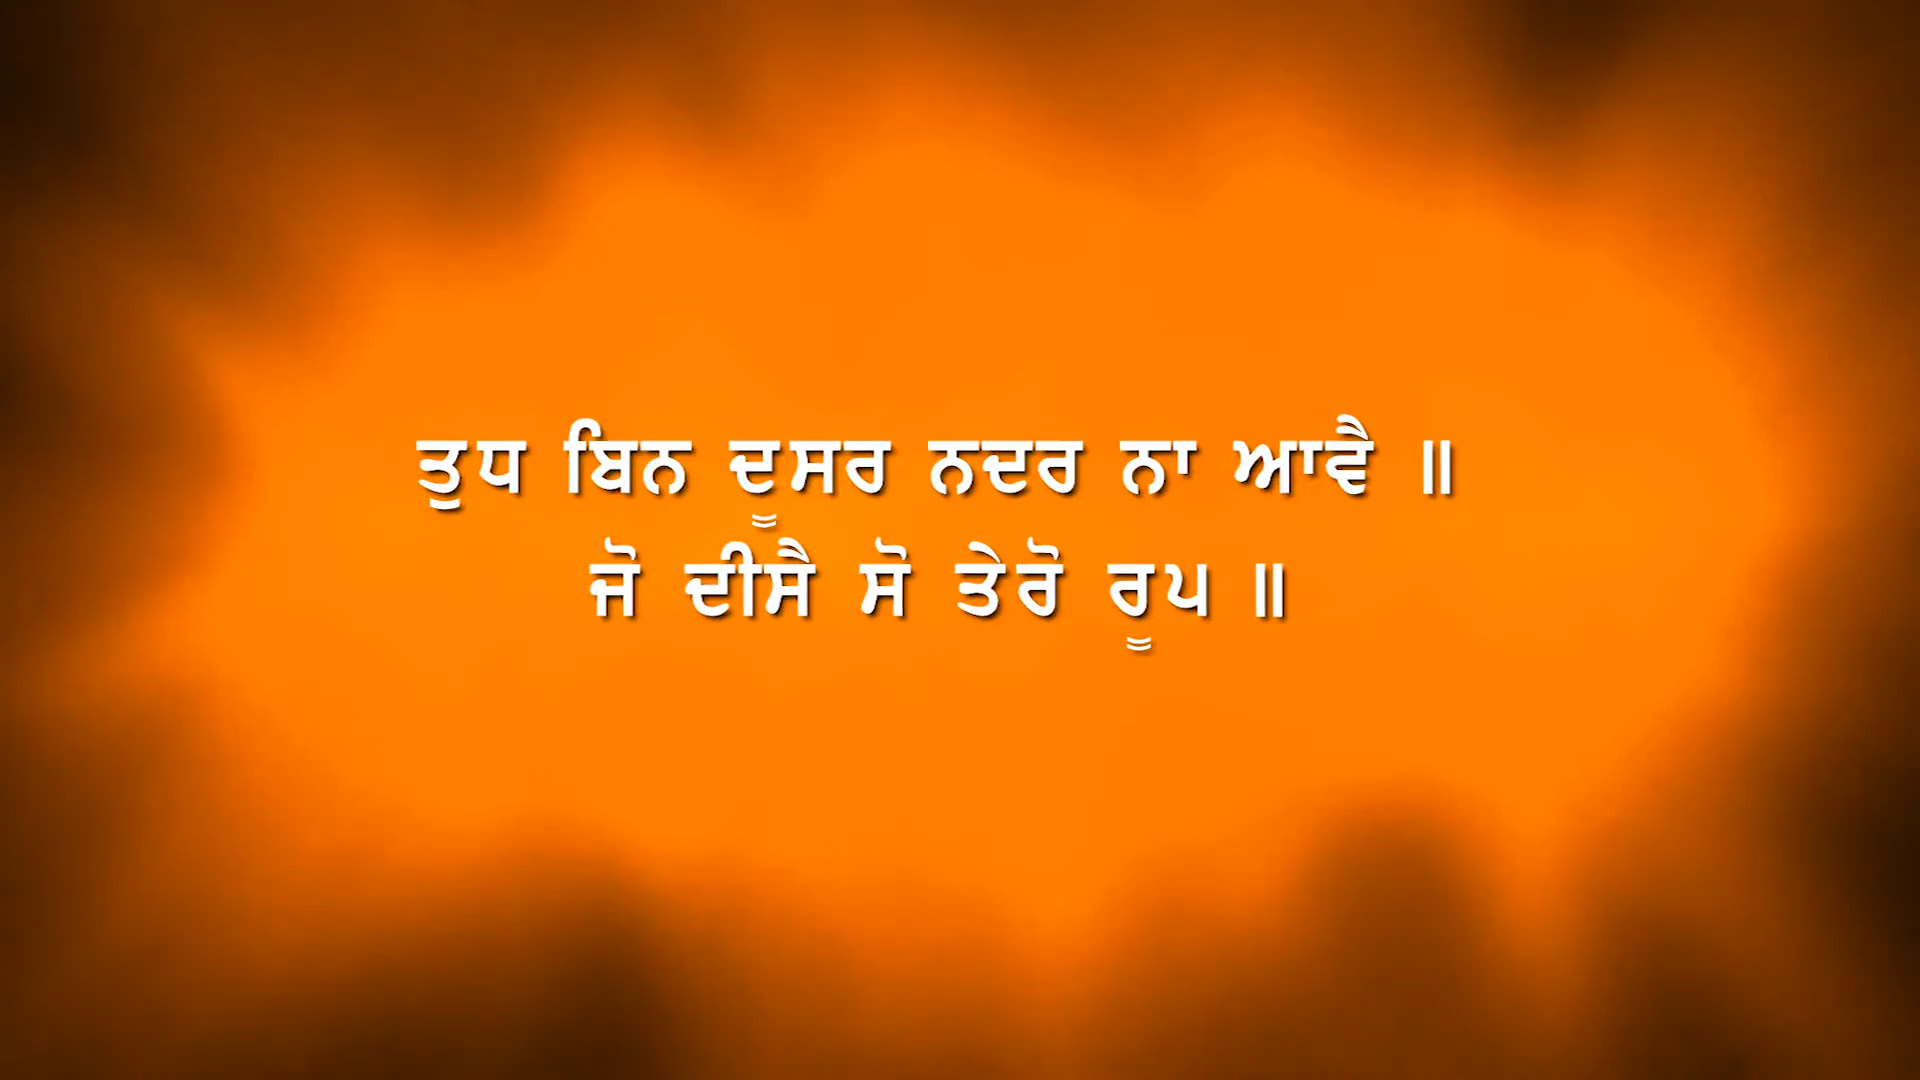 ਤੁਧ ਬਿਨ ਦੂਸਰ ਨਦਰ ਨਾ ਆਵੈ ॥
ਜੋ ਦੀਸੈ ਸੋ ਤੇਰੋ ਰੂਪ ॥